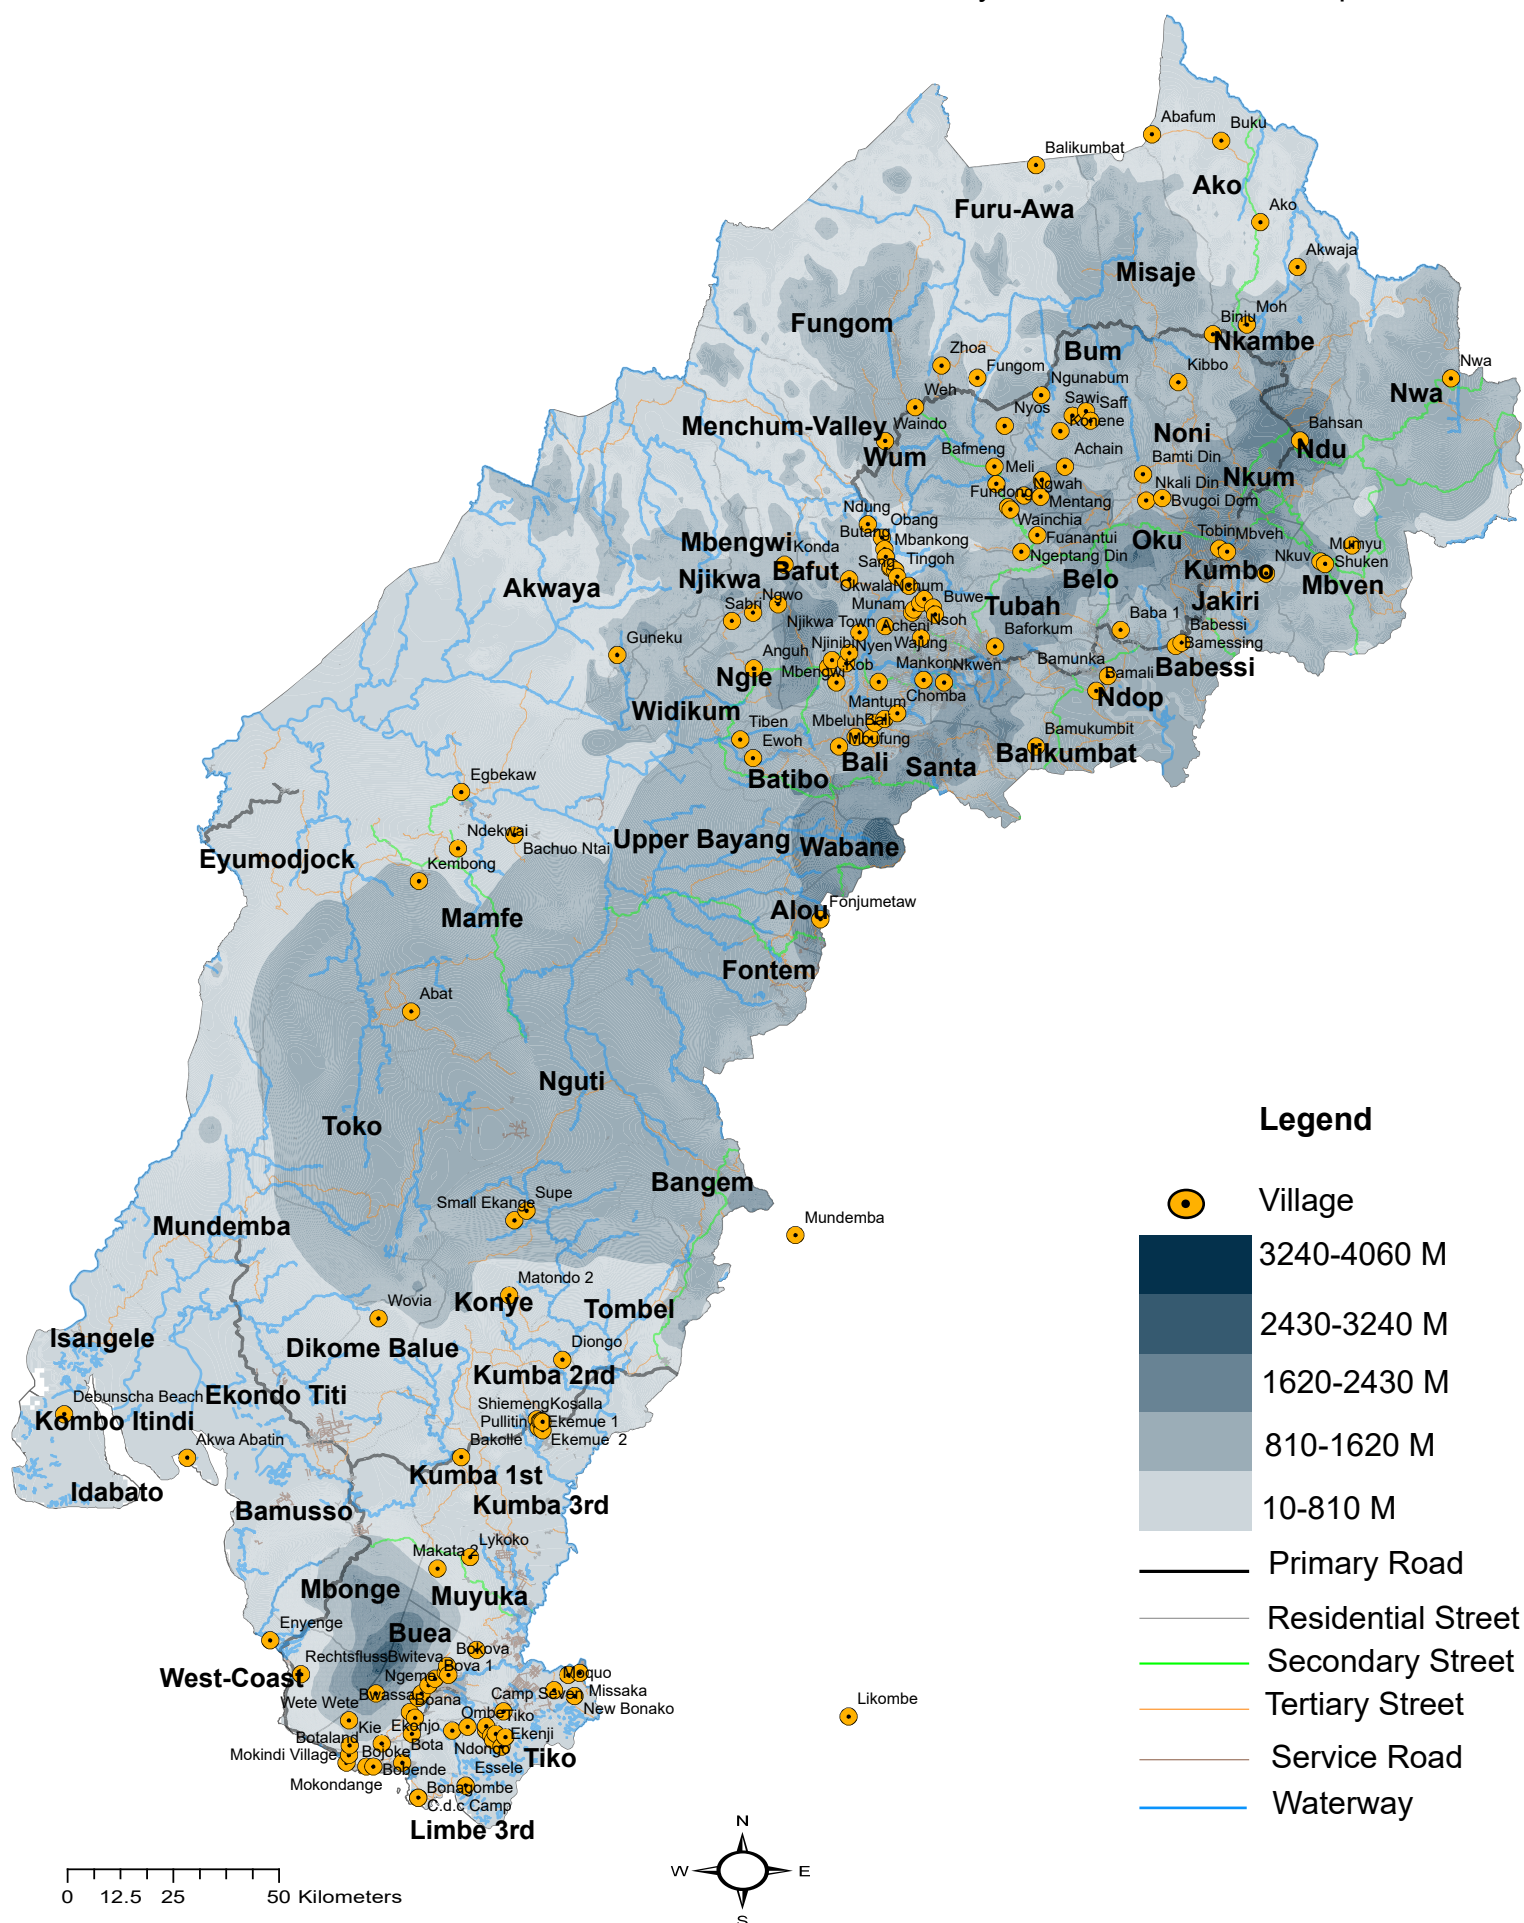 Abafum
Buku
Balikumbat
Ako
Furu-Awa
Ako
Akwaja
Misaje
Moh
Binju
Fungom
Nkambe
Zhoa
Bum
Fungom
Kibbo
Nwa
Ngunabum
Weh
Nwa
Nyos
Sawi
Saff
Konene
Menchum-Valley
Waindo
Bahsan
Noni
Ndu
Wum
Bafmeng
Achain
Bamti Din
Meli
Nkum
Fundong
Ngwah
Nkali Din
Mentang
Bvugoi Dom
Ndung
Obang
Wainchia
Butang
Mbankong
Fuanantui
Tobin
Mbveh
Mbengwi
Konda
Oku
Mumyu
Sang
Tingoh
Ngeptang Din
Nkuv
Shuken
Njikwa
Bafut
Belo
Kumbo
Mbven
Akwaya
Okwala
Nchum
Ngwo
Sabri
Munam
Buwe
Tubah
Jakiri
Njikwa Town
Acheni
Nsoh
Baforkum
Baba 1
Babessi
Guneku
Njinibi
Nyen
Wajung
Bamessing
Anguh
Mbengwi
Kob
Mankon
Nkwen
Bamunka
Babessi
Ngie
Bamali
Chomba
Ndop
Widikum
Mantum
Tiben
Mbeluh
Bali
Bamukumbit
Ewoh
Mbufung
Bali
Santa
Balikumbat
Batibo
Egbekaw
Ndekwai
Upper Bayang
Wabane
Bachuo Ntai
Eyumodjock
Kembong
Fonjumetaw
Mamfe
Alou
Fontem
Abat
Nguti
Toko
Bangem
Small Ekange
Supe
Mundemba
Mundemba
Matondo 2
Wovia
Konye
Tombel
Isangele
Dikome Balue
Diongo
Kumba 2nd
Debunscha Beach
Ekondo Titi
Shiemeng
Kosalla
Kombo Itindi
Pullitin
Ekemue 1
Akwa Abatin
Bakolle
Ekemue 2
Kumba 1st
Idabato
Bamusso
Kumba 3rd
Makata 2
Lykoko
Mbonge
Muyuka
Enyenge
Buea
Rechtsfluss
Bwiteva
Bokova
Bova 1
West-Coast
Ngeme
Moquo
Wete Wete
Bwassa
Boana
Camp Seven
Missaka
New Bonako
Likombe
Kie
Ekonjo
Ombe
Tiko
Botaland
Bota
Ekenji
Mokindi Village
Bojoke
Ndongo
Tiko
Bobende
Essele
Mokondange
Bonagombe
C.d.c Camp
Limbe 3rd
Legend
Village
3240-4060 M
2430-3240 M
1620-2430 M
810-1620 M
10-810 M
Primary Road
Residential Street
Secondary Street
Tertiary Street
Service Road
Waterway
N
W
E
S
0 12.5 25 50 Kilometers